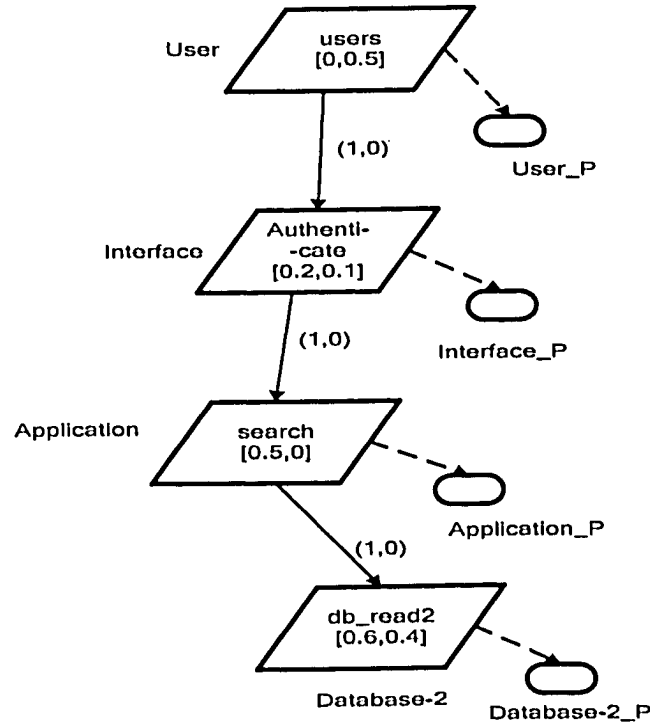 User
users
[0,0.5]
(1,0)
User_P
Interface
Authenti-
-cate
[0.2,0.1]
(1,0)
Interface_P
Application
search
[0.5,0]
(1,0)
Application_P
db_read2
[0.6,0.4]
Database-2
Database-2_P